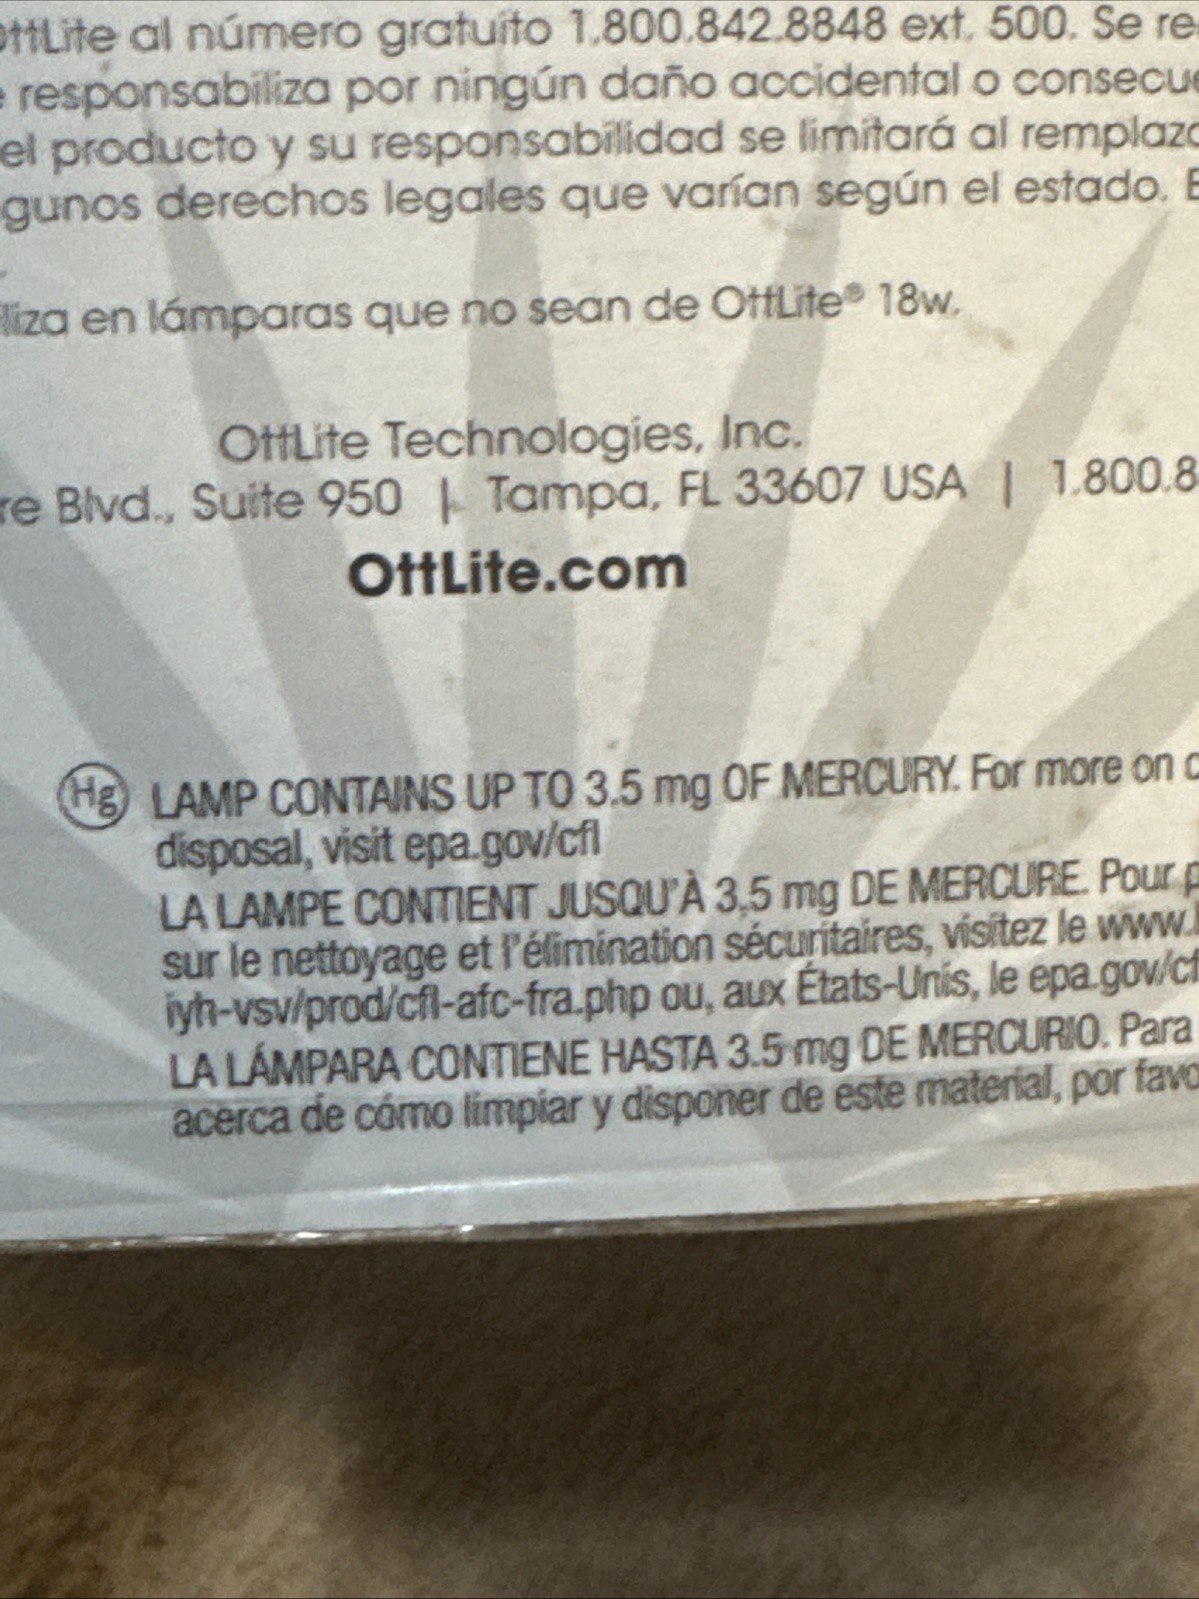 OttLite al número gratuito 1.800.842.8848 ext. 500. Se re
responsabiliza por ningún daño accidental o consecue
el producto y su responsabilidad se limitará al remplazo
gunos derechos legales que varían según el estado. E
liza en lámparas que no sean de OttLite® 18w.
OttLite Technologies, Inc.
re Blvd., Suite 950 | Tampa, FL 33607 USA | 1.800.8
OttLite.com
Hg LAMP CONTAINS UP TO 3.5 mg OF MERCURY. For more on c
disposal, visit epa.gov/cfl
LA LAMPE CONTIENT JUSQU'À 3,5 mg DE MERCURE. Pour p
sur le nettoyage et l'élimination sécuritaires, visitez le www.
iyh-vsv/prod/cfl-afc-fra.php ou, aux États-Unis, le epa.gov/cf
LA LÁMPARA CONTIENE HASTA 3.5 mg DE MERCURIO. Para
acerca de cómo limpiar y disponer de este material, por favo